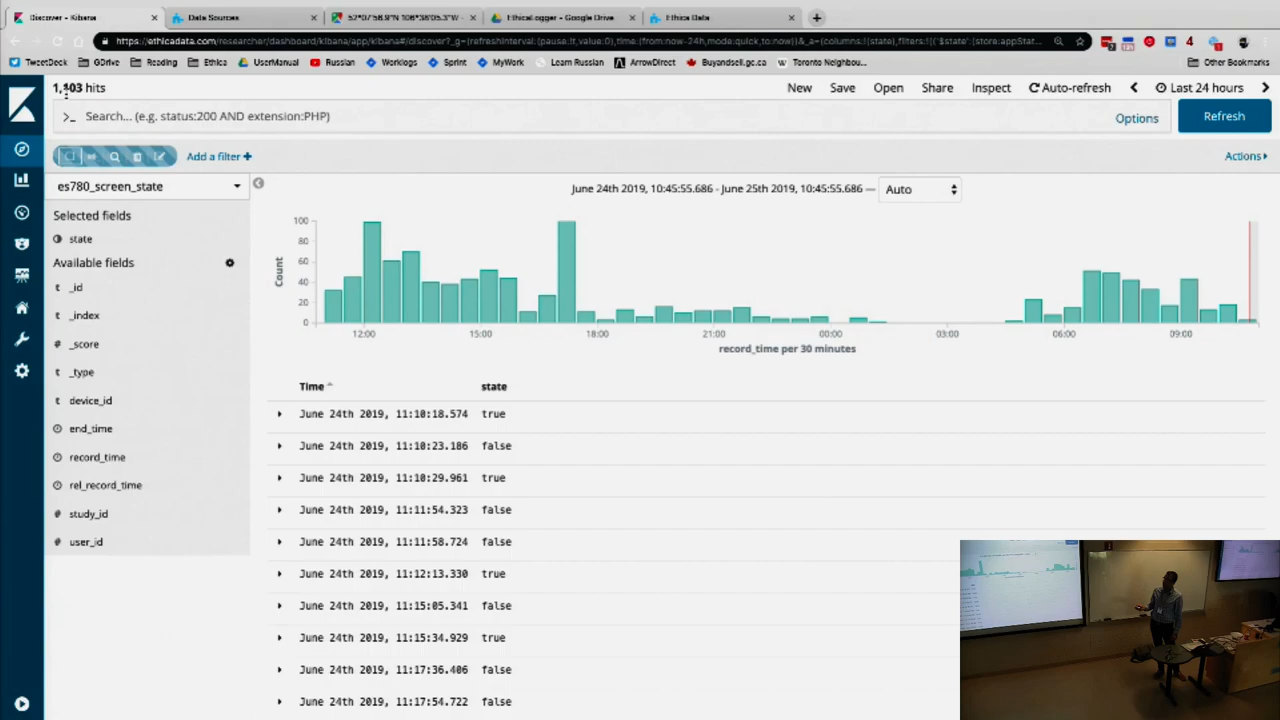 Discover - Kibana
Data Sources
52°07'58.9"N 106°38'05.3"W -
EthicaLogger - Google Drive
Ethica Data
https://ethicadata.com/researcher/dashboard/kibana/app/kibana#/discover?_g=(refreshInterval:(pause:!t,value:0),time:(from:now-24h,mode:quick,to:now))&_a=(columns:!(state),filters:!(('$state':(store:appStat...
TweetDeck
GDrive
Reading
Ethica
UserManual
Russian
Worklogs
Sprint
MyWork
Learn Russian
ArrowDirect
Buyandsell.gc.ca
Toronto Neighbou...
Other Bookmarks
1,103 hits
New
Save
Open
Share
Inspect
Auto-refresh
Last 24 hours
>_ Search... (e.g. status:200 AND extension:PHP)
Options
Refresh
Add a filter +
Actions
es780_screen_state
June 24th 2019, 10:45:55.686 - June 25th 2019, 10:45:55.686 —
Auto
Selected fields
state
Available fields
t _id
t _index
# _score
t _type
t device_id
end_time
record_time
rel_record_time
# study_id
# user_id
Count
100
80
60
40
20
0
12:00
15:00
18:00
21:00
00:00
03:00
06:00
09:00
record_time per 30 minutes
Time state
June 24th 2019, 11:10:18.574 true
June 24th 2019, 11:10:23.186 false
June 24th 2019, 11:10:29.961 true
June 24th 2019, 11:11:54.323 false
June 24th 2019, 11:11:58.724 false
June 24th 2019, 11:12:13.330 true
June 24th 2019, 11:15:05.341 false
June 24th 2019, 11:15:34.929 true
June 24th 2019, 11:17:36.406 false
June 24th 2019, 11:17:54.722 false